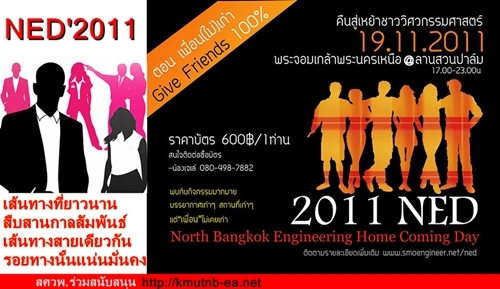 NED'2011
เส้นทางที่ยาวนาน
สืบสานกาลสัมพันธ์
เส้นทางสายเดียวกัน
รอยทางนั้นแน่นมั่นคง
ตอน เพื่อน(ไม่)เก่า
Give Friends 100%
คืนสู่เหย้าชาววิศวกรรมศาสตร์
19.11.2011
พระจอมเกล้าพระนครเหนือ@ลานสวนปาล์ม
17.00-23.00น
ราคาบัตร 600฿/1ท่าน
สนใจติดต่อซื้อบัตร
-น้องเจเล่ 080-498-7882
พบกับกิจกรรมมากมาย
บรรยากาศเก่าๆ สถานที่เก่าๆ
แต่"เพื่อน"ไม่เคยเก่า
2011 NED
North Bangkok Engineering Home Coming Day
ติดตามรายละเอียดเพิ่มเติม www.smoengineer.net/ned
สควพ.ร่วมสนับสนุน http://kmutnb-ea.net